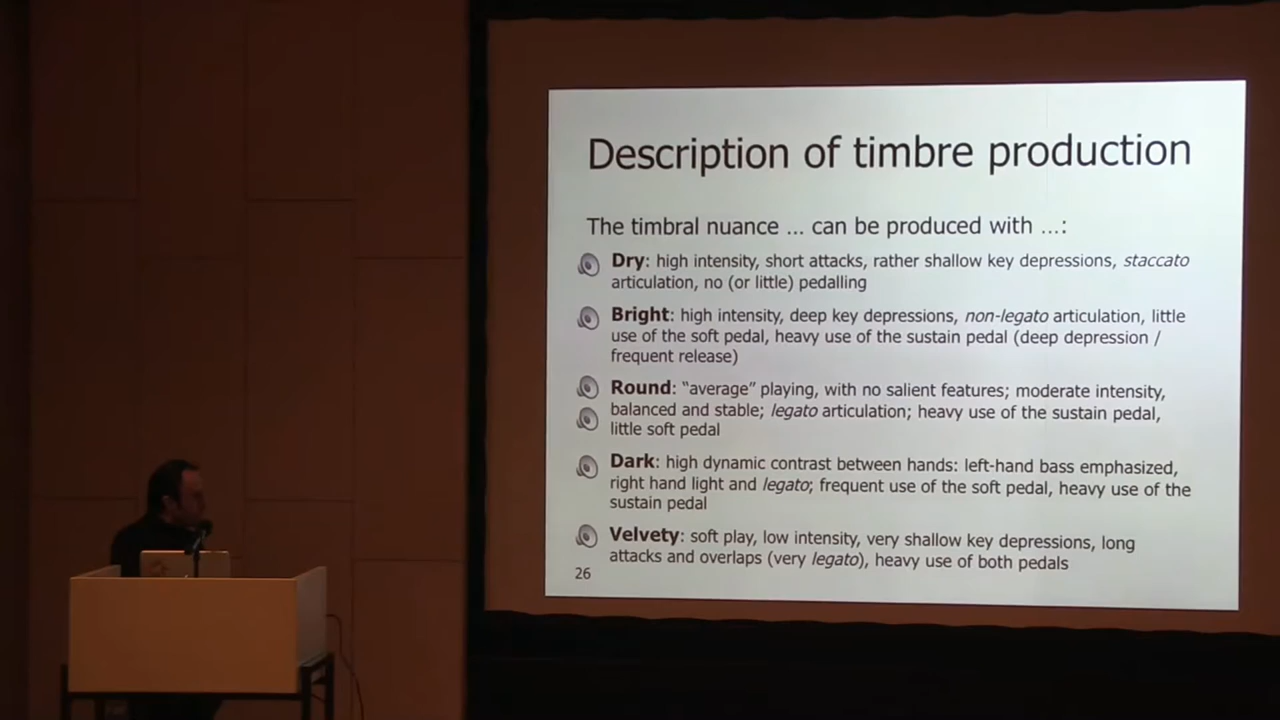 Description of timbre production
The timbral nuance ... can be produced with ...:
Dry: high intensity, short attacks, rather shallow key depressions, staccato
articulation, no (or little) pedalling
Bright: high intensity, deep key depressions, non-legato articulation, little
use of the soft pedal, heavy use of the sustain pedal (deep depression /
frequent release)
Round: “average” playing, with no salient features; moderate intensity,
balanced and stable; legato articulation; heavy use of the sustain pedal,
little soft pedal
Dark: high dynamic contrast between hands: left-hand bass emphasized,
right hand light and legato; frequent use of the soft pedal, heavy use of the
sustain pedal
Velvety: soft play, low intensity, very shallow key depressions, long
attacks and overlaps (very legato), heavy use of both pedals
26